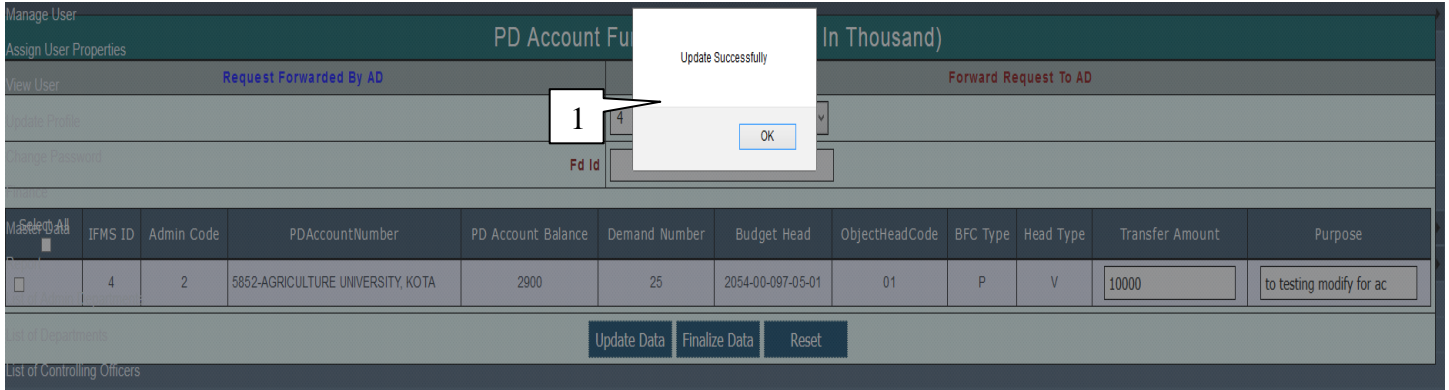 Manage User
PD Account Fu In Thousand)
Update Successfully
Assign User Properties
Request Forwarded By AD
Forward Request To AD
View User
1
4
Update Profile
OK
Change Password
Fd Id
Finance
Master Data
Select All
IFMS ID Admin Code PDAccountNumber PD Account Balance Demand Number Budget Head ObjectHeadCode BFC Type Head Type Transfer Amount Purpose
4 2 5852-AGRICULTURE UNIVERSITY, KOTA 2900 25 2054-00-097-05-01 01 P V 10000 to testing modify for ac
List of Departments
Update Data Finalize Data Reset
List of Controlling Officers